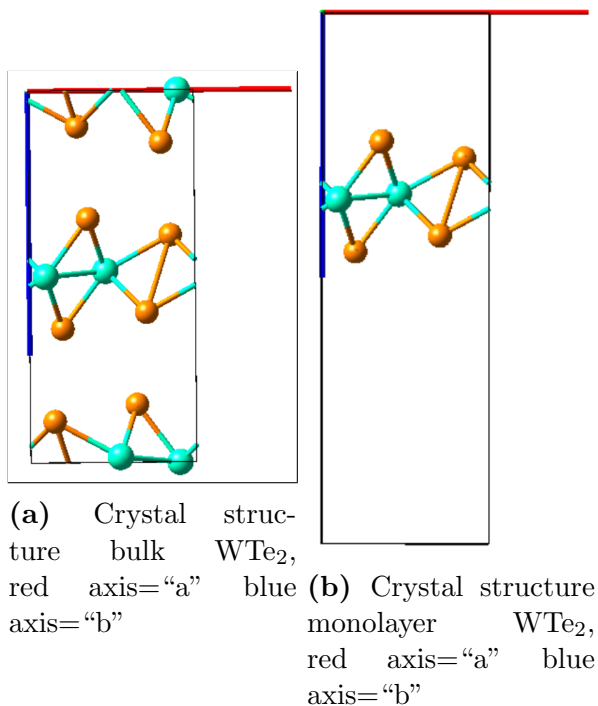 (a) Crystal struc-
ture bulk WTe₂,
red axis=“a” blue
axis=“b”
(b) Crystal structure
monolayer WTe₂,
red axis=“a” blue
axis=“b”